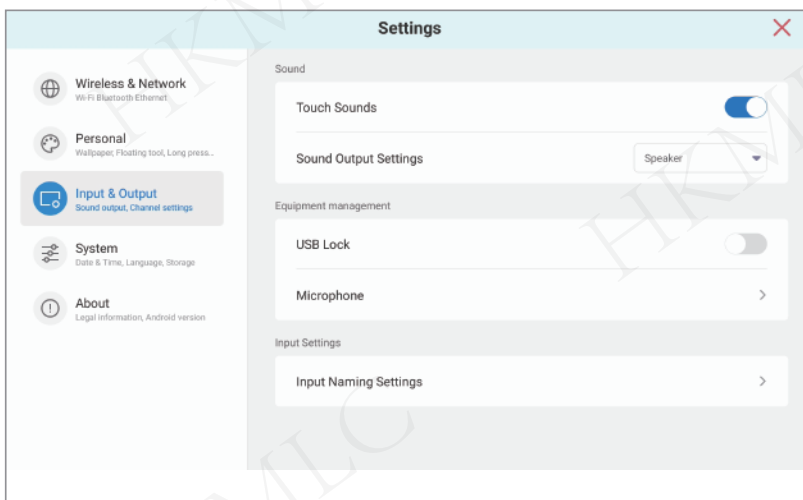 Settings
Wireless & Network
Wi-Fi Bluetooth Ethernet
Personal
Wallpaper, Floating tool, Long press..
Input & Output
Sound output, Channel settings
System
Date & Time, Language, Storage
About
Legal information, Android version
Sound
Touch Sounds
Sound Output Settings
Speaker
Equipment management
USB Lock
Microphone
Input Settings
Input Naming Settings
HKMLC
HKMLC